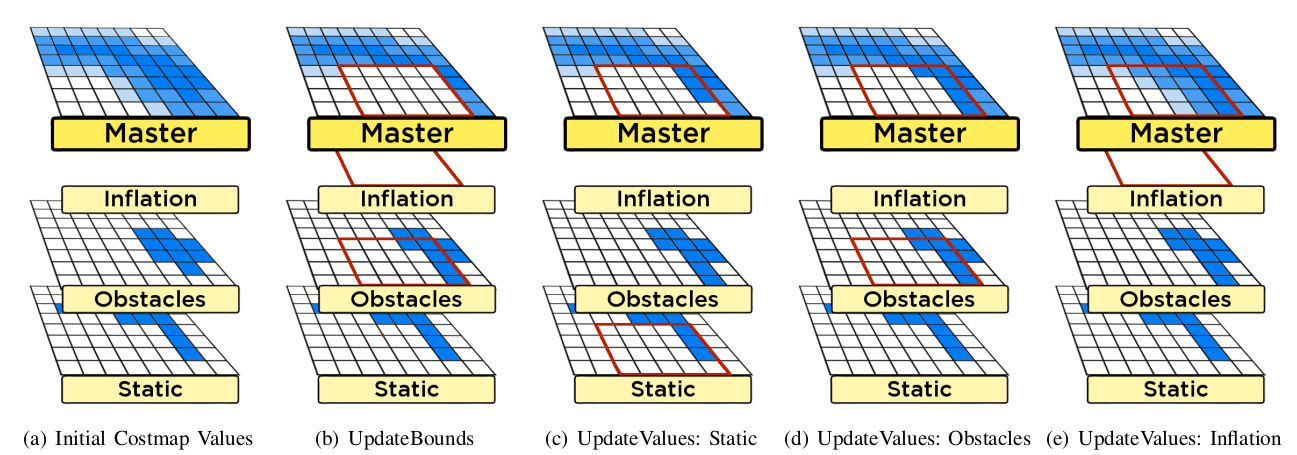 Master Master Master Master Master
Inflation Inflation Inflation Inflation Inflation
Obstacles Obstacles Obstacles Obstacles Obstacles
Static Static Static Static Static
(a) Initial Costmap Values (b) UpdateBounds (c) UpdateValues: Static (d) UpdateValues: Obstacles (e) UpdateValues: Inflation